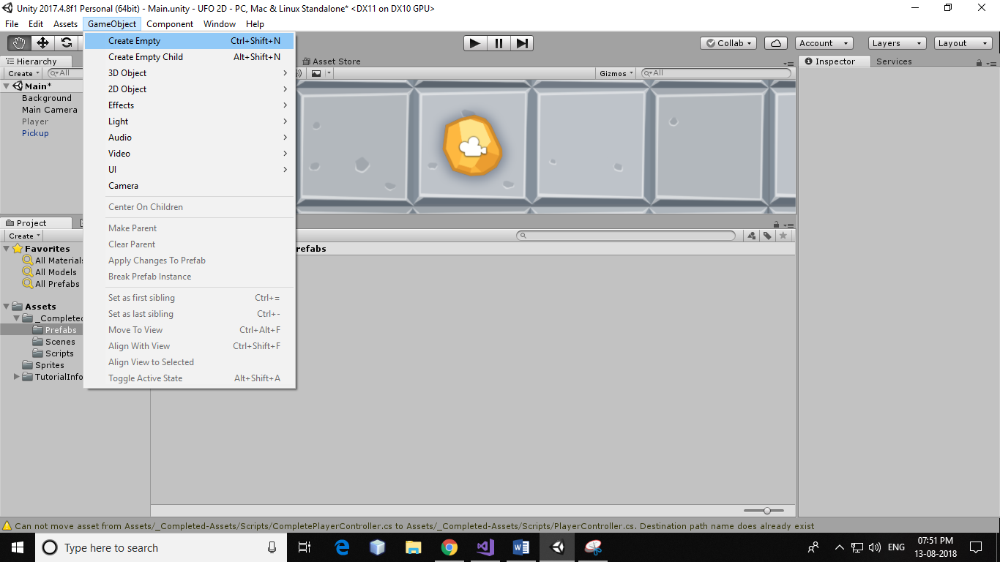 Unity 2017.4.8f1 Personal (64bit) - Main.unity - UFO 2D - PC, Mac & Linux Standalone* <DX11 on DX10 GPU>
File Edit Assets GameObject Component Window Help
Collab Account Layers Layout
Create Empty Ctrl+Shift+N
Create Empty Child Alt+Shift+N
3D Object
2D Object
Effects
Light
Audio
Video
UI
Camera
Center On Children
Make Parent
Clear Parent
Apply Changes To Prefab
Break Prefab Instance
Set as first sibling Ctrl+=
Set as last sibling Ctrl+-
Move To View Ctrl+Alt+F
Align With View Ctrl+Shift+F
Align View to Selected
Toggle Active State Alt+Shift+A
Hierarchy
Create All
Main*
Background
Main Camera
Player
Pickup
Asset Store
Gizmos All
Inspector Services
Project
Create
Favorites
All Materials
All Models
All Prefabs
Assets
_Completed
Prefabs
Scenes
Scripts
Sprites
TutorialInfo
refabs
Can not move asset from Assets/_Completed-Assets/Scripts/CompletePlayerController.cs to Assets/_Completed-Assets/Scripts/PlayerController.cs. Destination path name does already exist
Type here to search
ENG
07:51 PM
13-08-2018